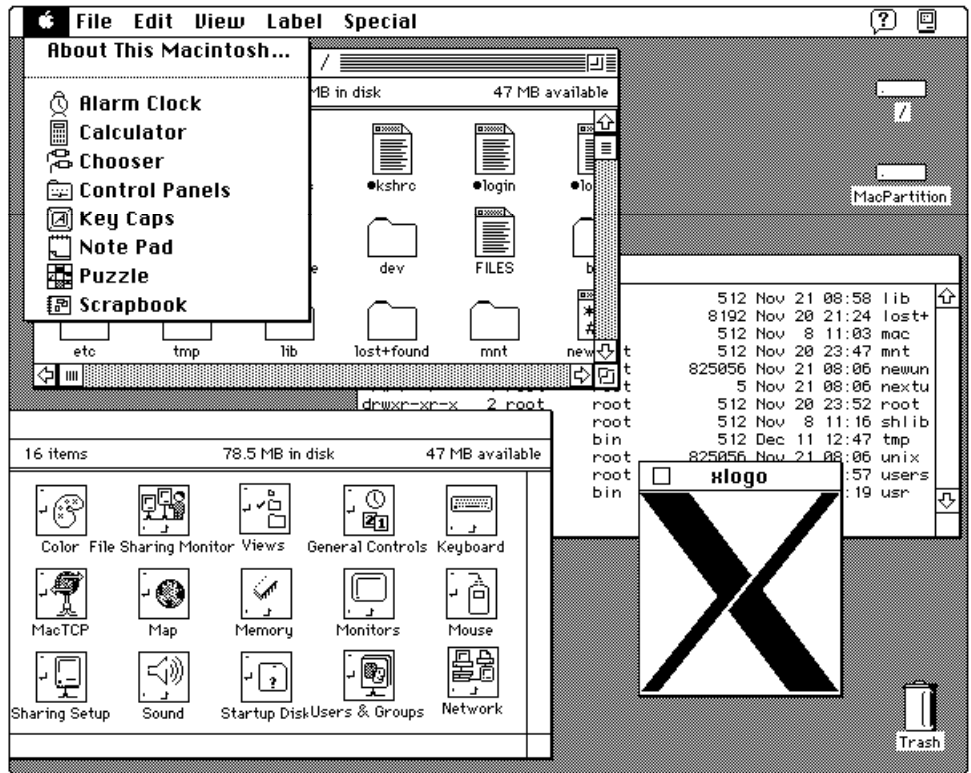 File Edit View Label Special
About This Macintosh...
Alarm Clock
Calculator
Chooser
Control Panels
Key Caps
Note Pad
Puzzle
Scrapbook
/
MB in disk 47 MB available
●kshrc ●login ●lo
dev FILES b
etc tmp lib lost+found mnt new
/
MacPartition
512 Nov 21 08:58 lib
8192 Nov 20 21:24 lost+
512 Nov 8 11:03 mac
t 512 Nov 20 23:47 mnt
t 825056 Nov 21 08:06 newun
5 Nov 21 08:06 nextu
drwxr-xr-x 2 root root 512 Nov 20 23:52 root
root 512 Nov 8 11:16 shlib
bin 512 Dec 11 12:47 tmp
root 825056 Nov 21 08:06 unix
root :57 users
bin :19 usr
16 items 78.5 MB in disk 47 MB available
Color File Sharing Monitor Views General Controls Keyboard
MacTCP Map Memory Monitors Mouse
Sharing Setup Sound Startup Disk Users & Groups Network
xlogo
Trash